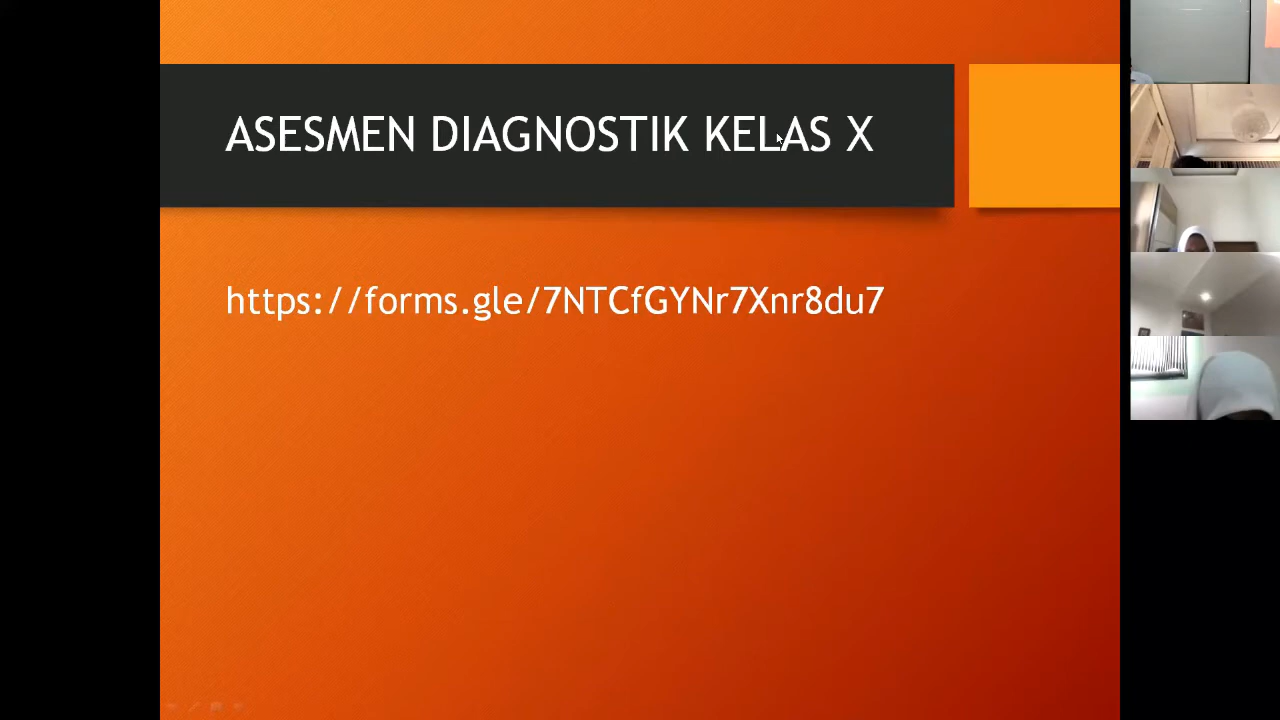 ASESMEN DIAGNOSTIK KELAS X
https://forms.gle/7NTCfGYNr7Xnr8du7